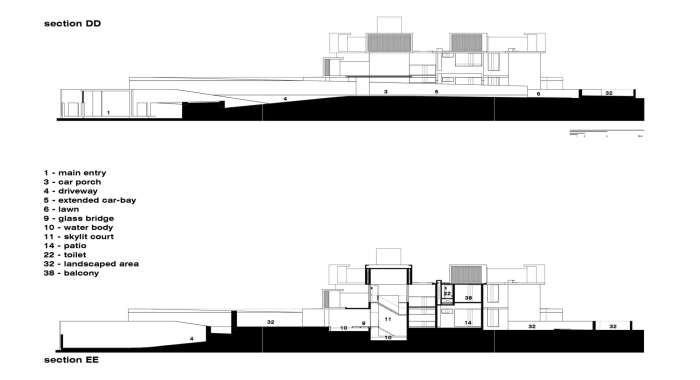 section DD
1
4
3
5
6
32
1 - main entry
3 - car porch
4 - driveway
5 - extended car-bay
6 - lawn
9 - glass bridge
10 - water body
11 - skylit court
14 - patio
22 - toilet
32 - landscaped area
38 - balcony
22
38
11
32
9
10
14
32
32
4
10
section EE